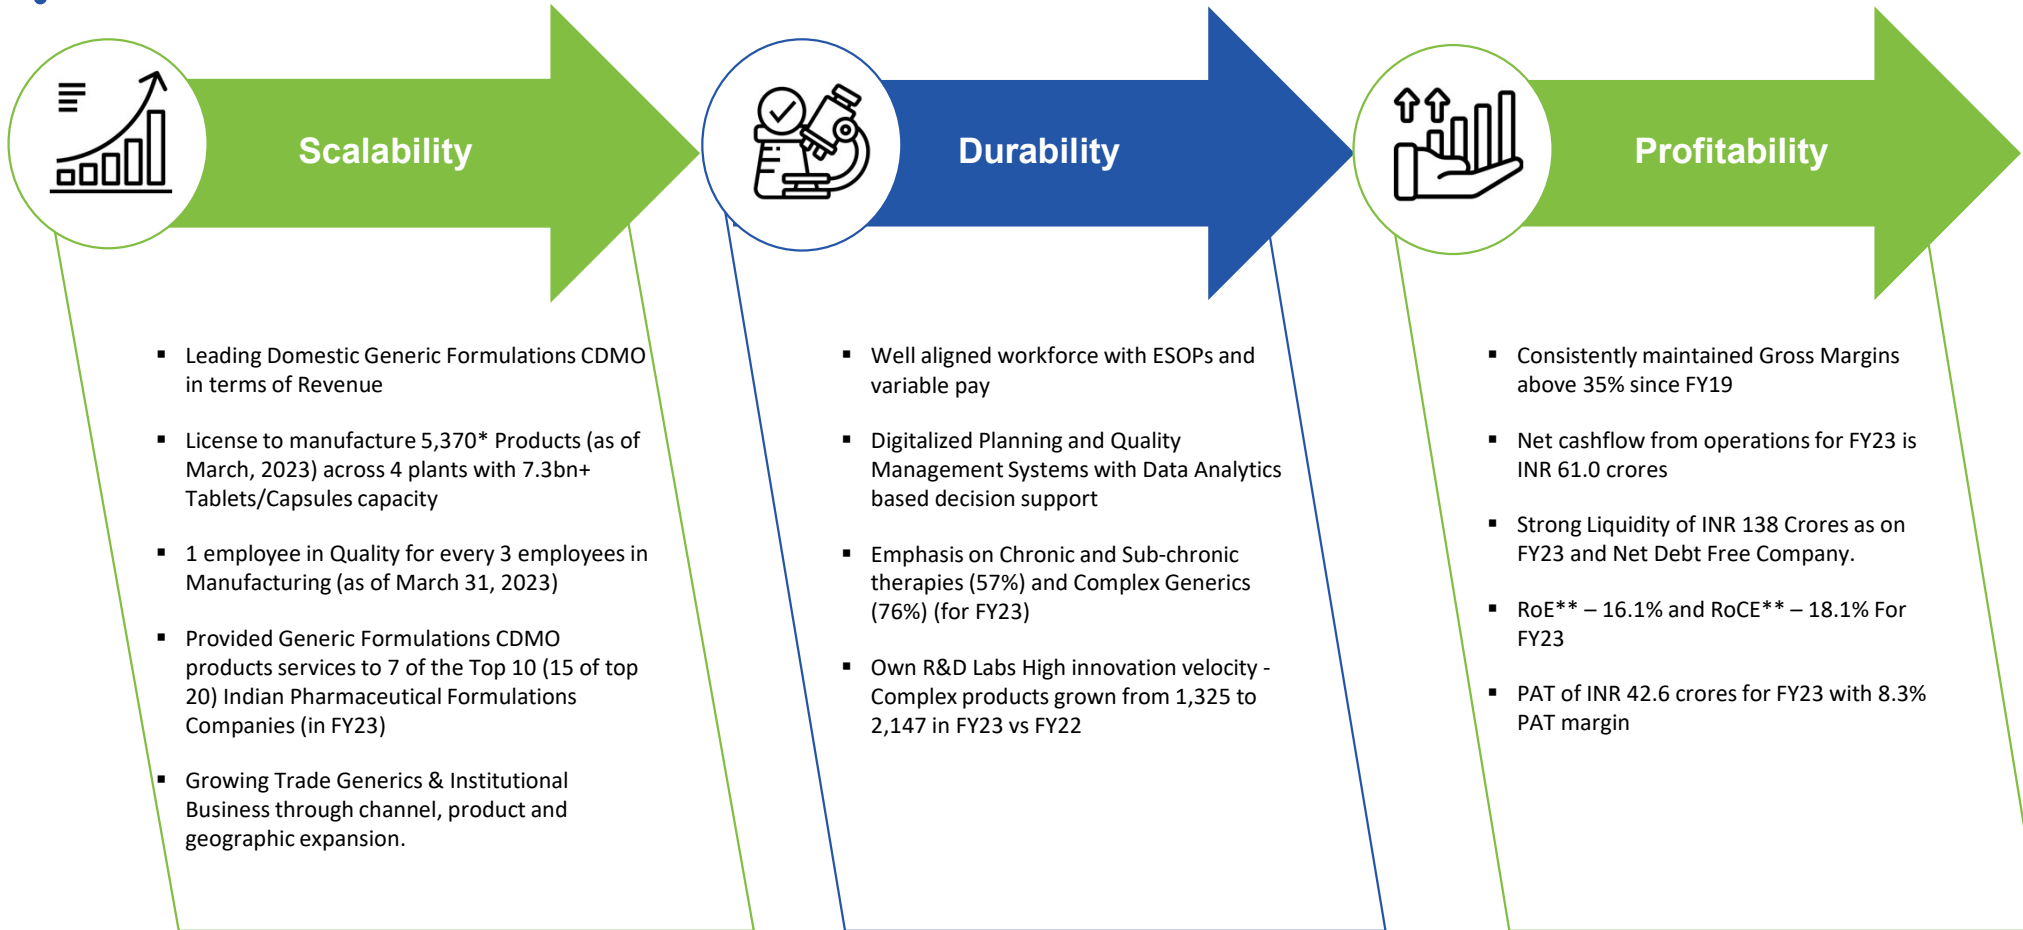 Scalability
▪ Leading Domestic Generic Formulations CDMO
in terms of Revenue
▪ License to manufacture 5,370* Products (as of
March, 2023) across 4 plants with 7.3bn+
Tablets/Capsules capacity
▪ 1 employee in Quality for every 3 employees in
Manufacturing (as of March 31, 2023)
▪ Provided Generic Formulations CDMO
products services to 7 of the Top 10 (15 of top
20) Indian Pharmaceutical Formulations
Companies (in FY23)
▪ Growing Trade Generics & Institutional
Business through channel, product and
geographic expansion.
Durability
▪ Well aligned workforce with ESOPs and
variable pay
▪ Digitalized Planning and Quality
Management Systems with Data Analytics
based decision support
▪ Emphasis on Chronic and Sub-chronic
therapies (57%) and Complex Generics
(76%) (for FY23)
▪ Own R&D Labs High innovation velocity -
Complex products grown from 1,325 to
2,147 in FY23 vs FY22
Profitability
▪ Consistently maintained Gross Margins
above 35% since FY19
▪ Net cashflow from operations for FY23 is
INR 61.0 crores
▪ Strong Liquidity of INR 138 Crores as on
FY23 and Net Debt Free Company.
▪ RoE** – 16.1% and RoCE** – 18.1% For
FY23
▪ PAT of INR 42.6 crores for FY23 with 8.3%
PAT margin